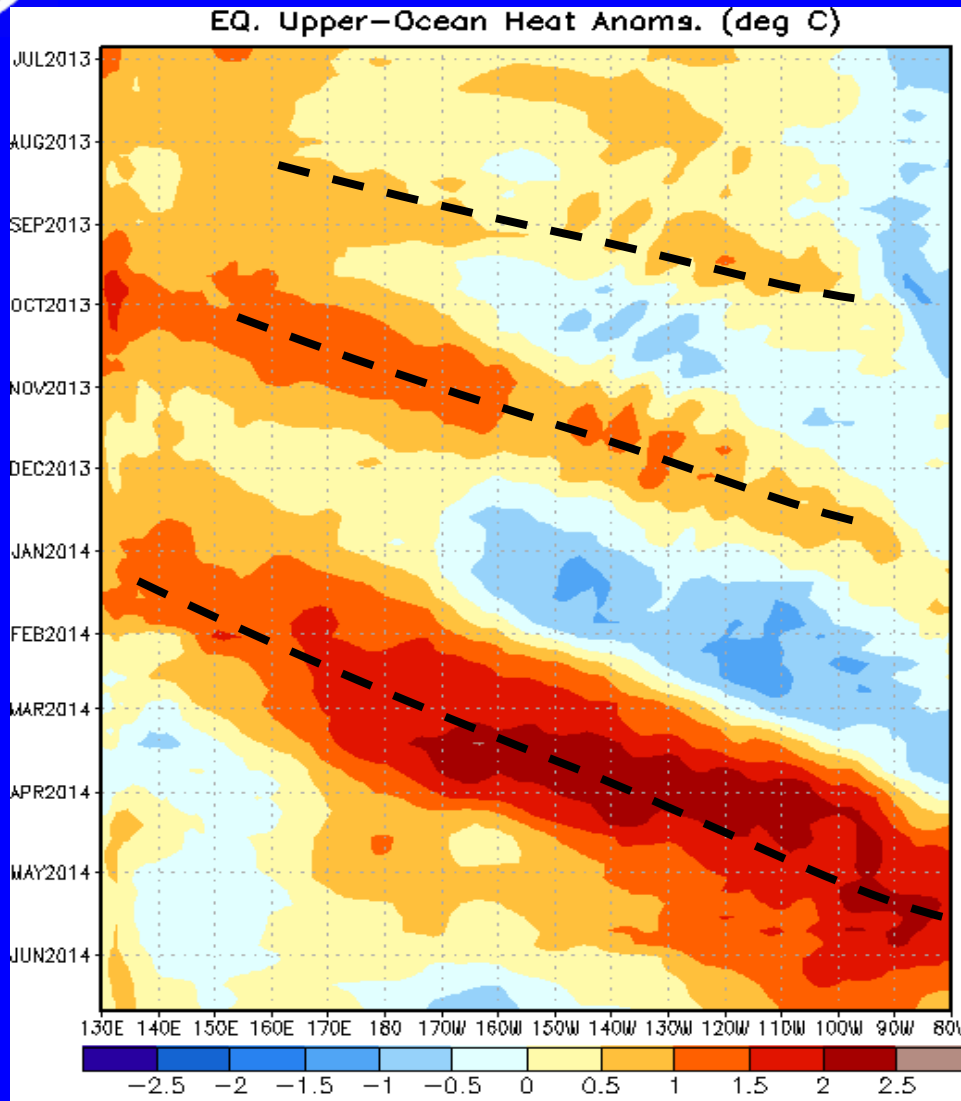 EQ. Upper-Ocean Heat Anoms. (deg C)
JUL2013
AUG2013
SEP2013
OCT2013
NOV2013
DEC2013
JAN2014
FEB2014
MAR2014
APR2014
MAY2014
JUN2014
130E 140E 150E 160E 170E 180 170W 160W 150W 140W 130W 120W 110W 100W 90W 80W
-2.5 -2 -1.5 -1 -0.5 0 0.5 1 1.5 2 2.5